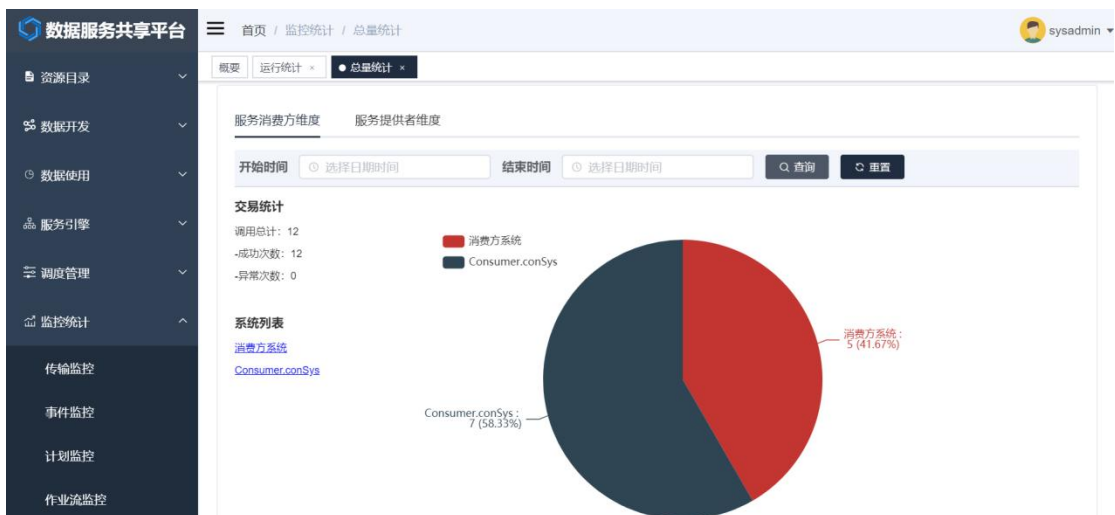 数据服务共享平台
首页 / 监控统计 / 总量统计
sysadmin
概要 运行统计 × 总量统计 ×
资源目录
数据开发
数据使用
服务引擎
调度管理
监控统计
传输监控
事件监控
计划监控
作业流监控
服务消费方维度 服务提供者维度
开始时间 选择日期时间 结束时间 选择日期时间 查询 重置
交易统计
调用总计: 12
-成功次数: 12
-异常次数: 0
系统列表
消费方系统
Consumer.conSys
消费方系统
Consumer.conSys
消费方系统 :
5 (41.67%)
Consumer.conSys :
7 (58.33%)